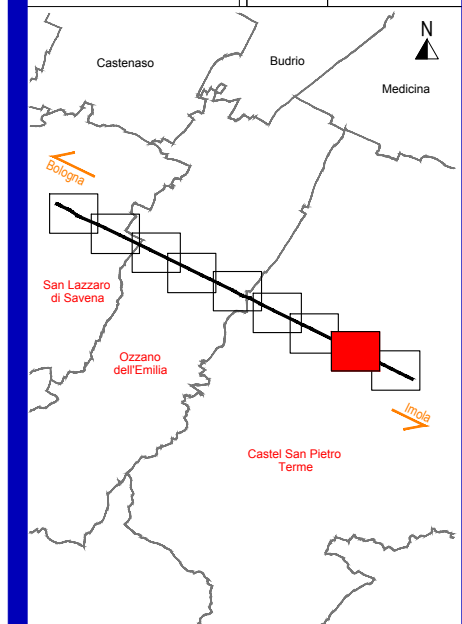 N
Castenaso
Budrio
Medicina
Bologna
San Lazzaro
di Savena
Ozzano
dell'Emilia
Imola
Castel San Pietro
Terme